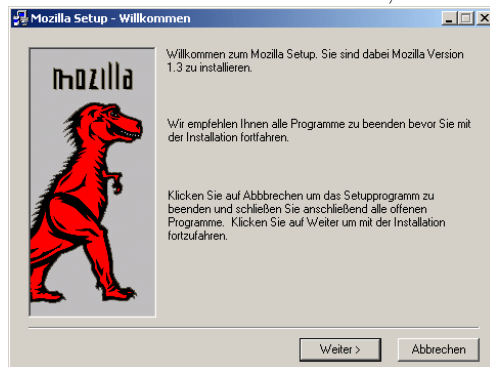 Mozilla Setup - Willkommen
mozilla
Willkommen zum Mozilla Setup. Sie sind dabei Mozilla Version
1.3 zu installieren.
Wir empfehlen Ihnen alle Programme zu beenden bevor Sie mit
der Installation fortfahren.
Klicken Sie auf Abbbrechen um das Setupprogramm zu
beenden und schließen Sie anschließend alle offenen
Programme. Klicken Sie auf Weiter um mit der Installation
fortzufahren.
Weiter >
Abbrechen